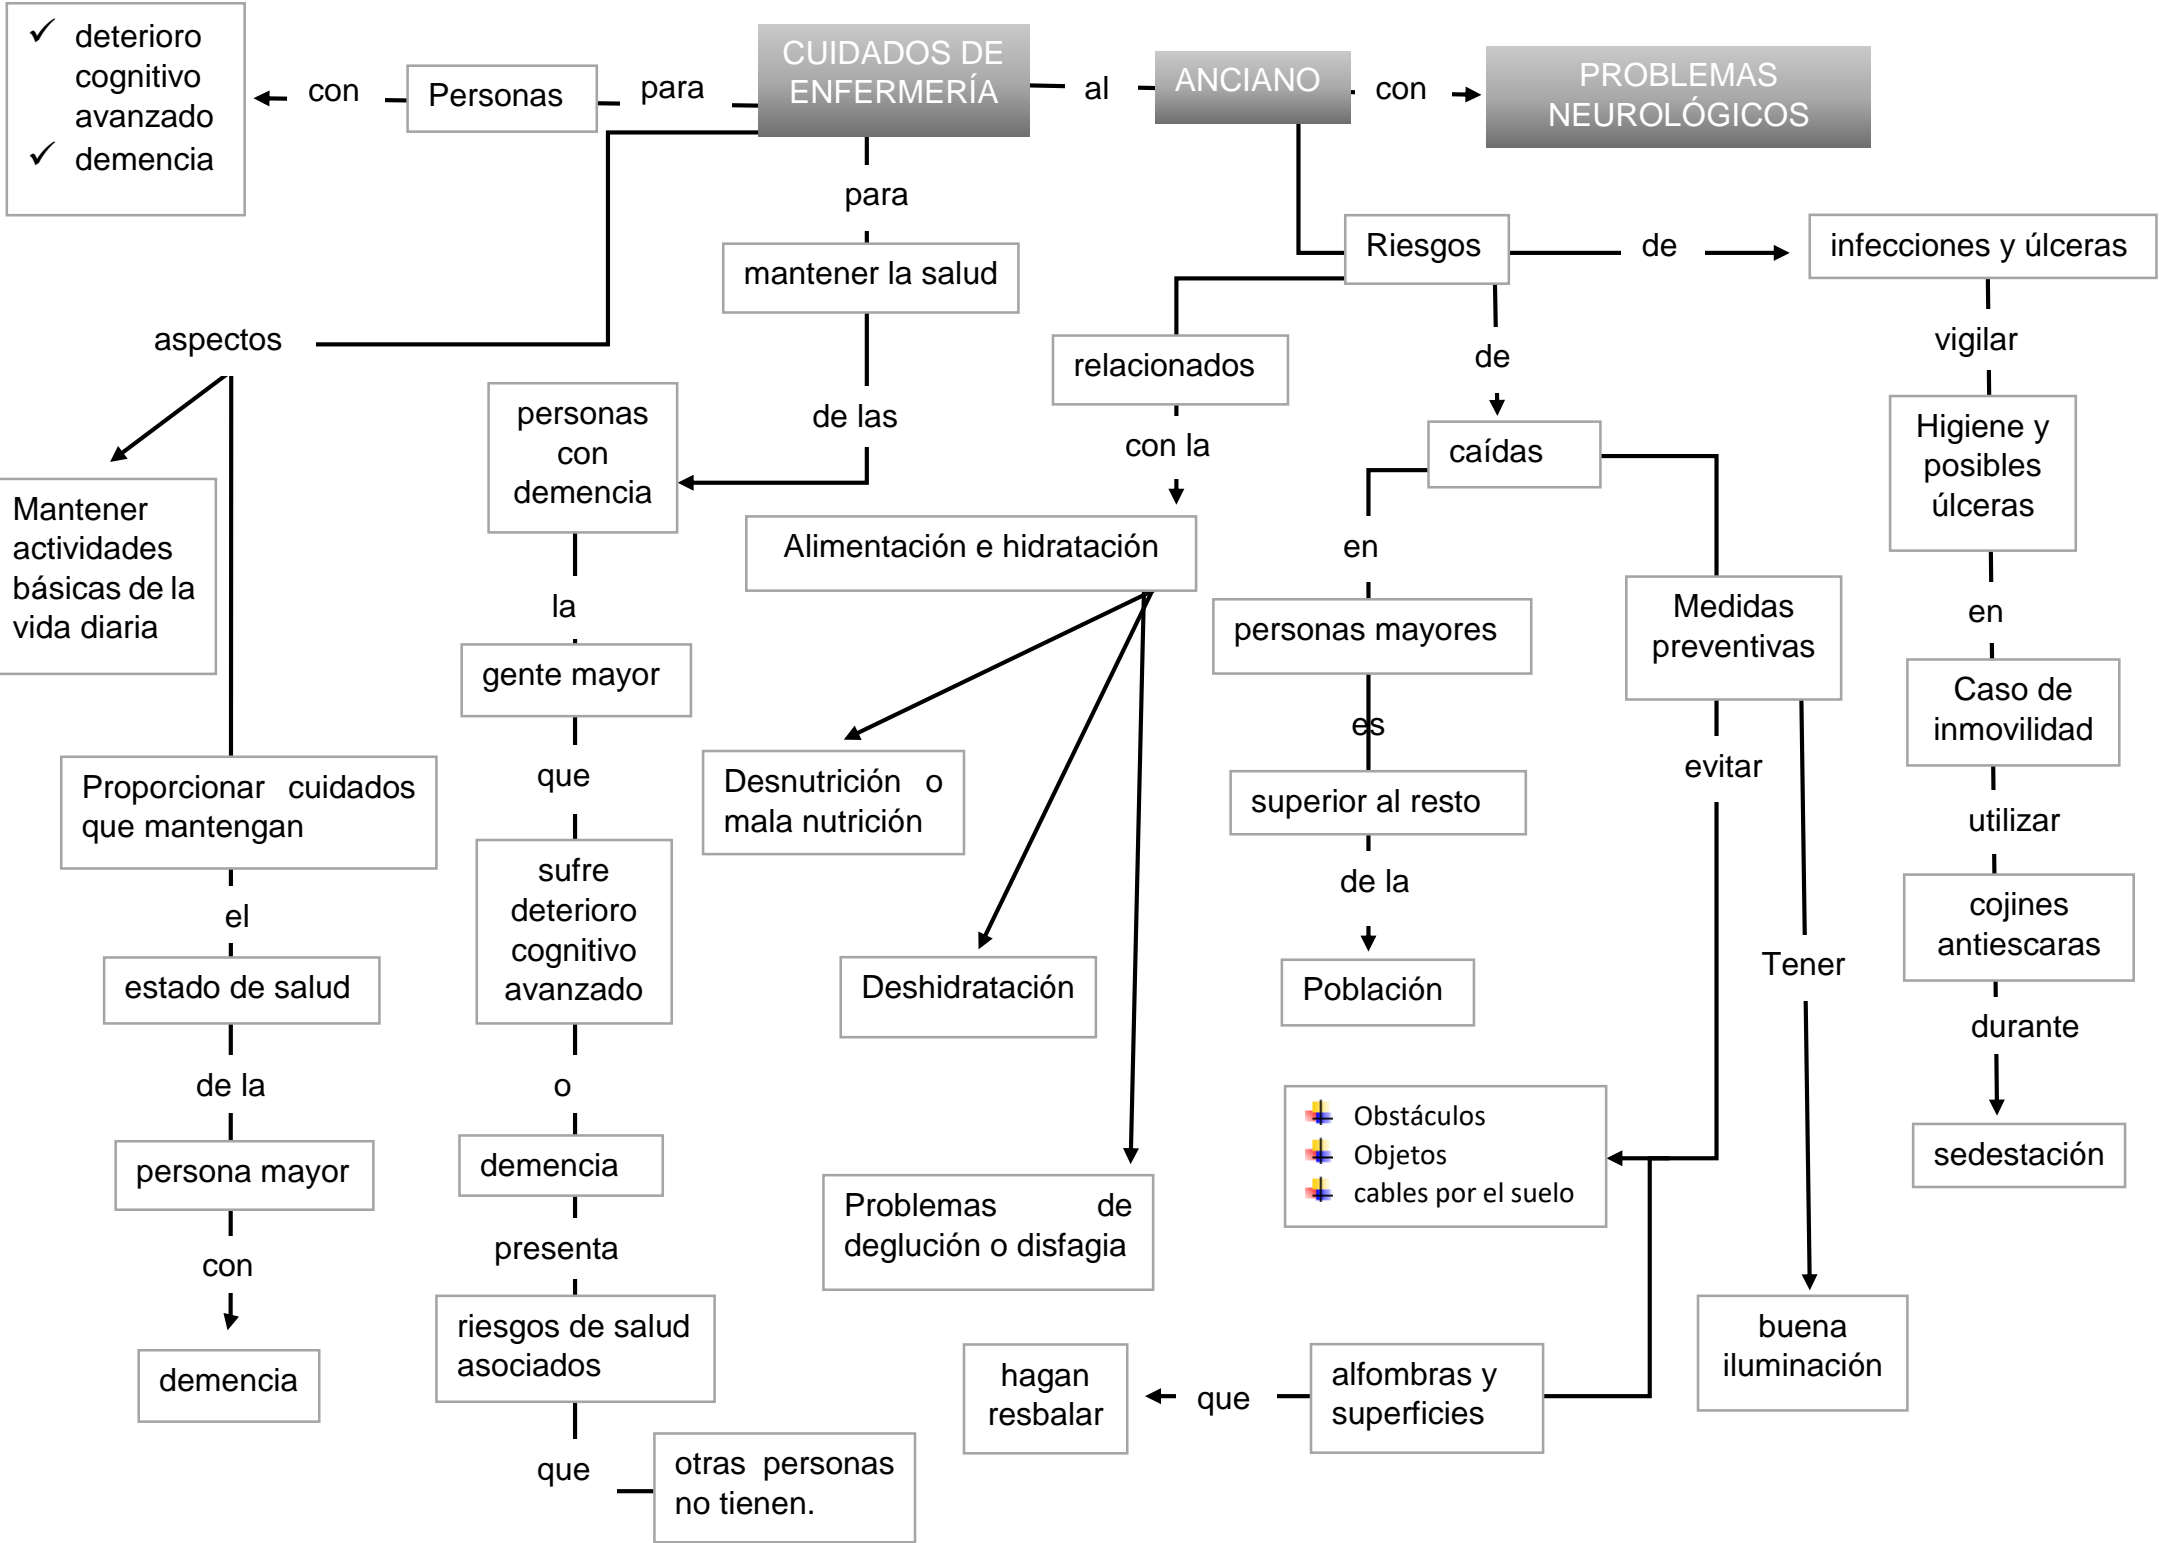 deterioro
cognitivo
avanzado
demencia
con
Personas
para
CUIDADOS DE
ENFERMERÍA
al
ANCIANO
con
PROBLEMAS
NEUROLÓGICOS
para
mantener la salud
de las
personas
con
demencia
la
gente mayor
que
sufre
deterioro
cognitivo
avanzado
o
demencia
presenta
riesgos de salud
asociados
que
otras personas
no tienen.
aspectos
Mantener
actividades
básicas de la
vida diaria
Proporcionar cuidados
que mantengan
el
estado de salud
de la
persona mayor
con
demencia
Riesgos
relacionados
con la
Alimentación e hidratación
Desnutrición o
mala nutrición
Deshidratación
Problemas de
deglución o disfagia
de
caídas
en
personas mayores
es
superior al resto
de la
Población
Medidas
preventivas
evitar
Obstáculos
Objetos
cables por el suelo
alfombras y
superficies
que
hagan
resbalar
Tener
buena
iluminación
de
infecciones y úlceras
vigilar
Higiene y
posibles
úlceras
en
Caso de
inmovilidad
utilizar
cojines
antiescaras
durante
sedestación